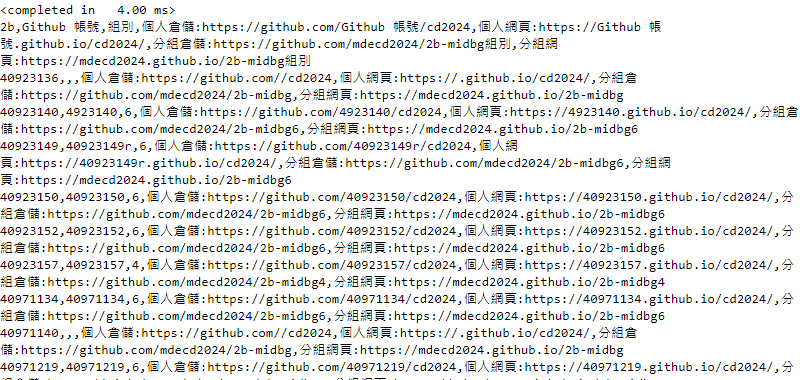 <completed in   4.00 ms>
2b,Github 帳號,組別,個人倉儲:https://github.com/Github 帳號/cd2024,個人網頁:https://Github 帳
號.github.io/cd2024/,分組倉儲:https://github.com/mdecd2024/2b-midbg組別,分組網
頁:https://mdecd2024.github.io/2b-midbg組別
40923136,,,個人倉儲:https://github.com//cd2024,個人網頁:https://.github.io/cd2024/,分組倉
儲:https://github.com/mdecd2024/2b-midbg,分組網頁:https://mdecd2024.github.io/2b-midbg
40923140,4923140,6,個人倉儲:https://github.com/4923140/cd2024,個人網頁:https://4923140.github.io/cd2024/,分組倉
儲:https://github.com/mdecd2024/2b-midbg6,分組網頁:https://mdecd2024.github.io/2b-midbg6
40923149,40923149r,6,個人倉儲:https://github.com/40923149r/cd2024,個人網
頁:https://40923149r.github.io/cd2024/,分組倉儲:https://github.com/mdecd2024/2b-midbg6,分組網
頁:https://mdecd2024.github.io/2b-midbg6
40923150,40923150,6,個人倉儲:https://github.com/40923150/cd2024,個人網頁:https://40923150.github.io/cd2024/,分
組倉儲:https://github.com/mdecd2024/2b-midbg6,分組網頁:https://mdecd2024.github.io/2b-midbg6
40923152,40923152,6,個人倉儲:https://github.com/40923152/cd2024,個人網頁:https://40923152.github.io/cd2024/,分
組倉儲:https://github.com/mdecd2024/2b-midbg6,分組網頁:https://mdecd2024.github.io/2b-midbg6
40923157,40923157,4,個人倉儲:https://github.com/40923157/cd2024,個人網頁:https://40923157.github.io/cd2024/,分
組倉儲:https://github.com/mdecd2024/2b-midbg4,分組網頁:https://mdecd2024.github.io/2b-midbg4
40971134,40971134,6,個人倉儲:https://github.com/40971134/cd2024,個人網頁:https://40971134.github.io/cd2024/,分
組倉儲:https://github.com/mdecd2024/2b-midbg6,分組網頁:https://mdecd2024.github.io/2b-midbg6
40971140,,,個人倉儲:https://github.com//cd2024,個人網頁:https://.github.io/cd2024/,分組倉
儲:https://github.com/mdecd2024/2b-midbg,分組網頁:https://mdecd2024.github.io/2b-midbg
40971219,40971219,6,個人倉儲:https://github.com/40971219/cd2024,個人網頁:https://40971219.github.io/cd2024/,分